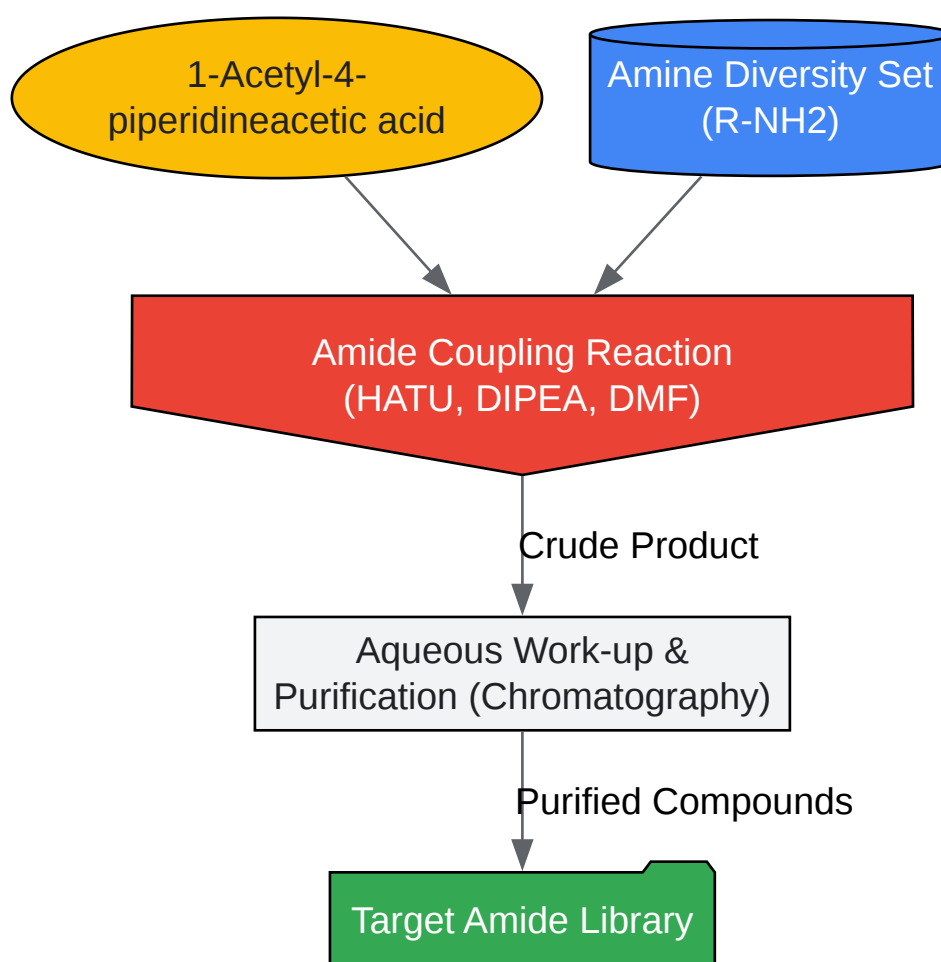 1-Acetyl-4-
piperidineacetic acid
Amine Diversity Set
(R-NH2)
Amide Coupling Reaction
(HATU, DIPEA, DMF)
Crude Product
Aqueous Work-up &
Purification (Chromatography)
Purified Compounds
Target Amide Library